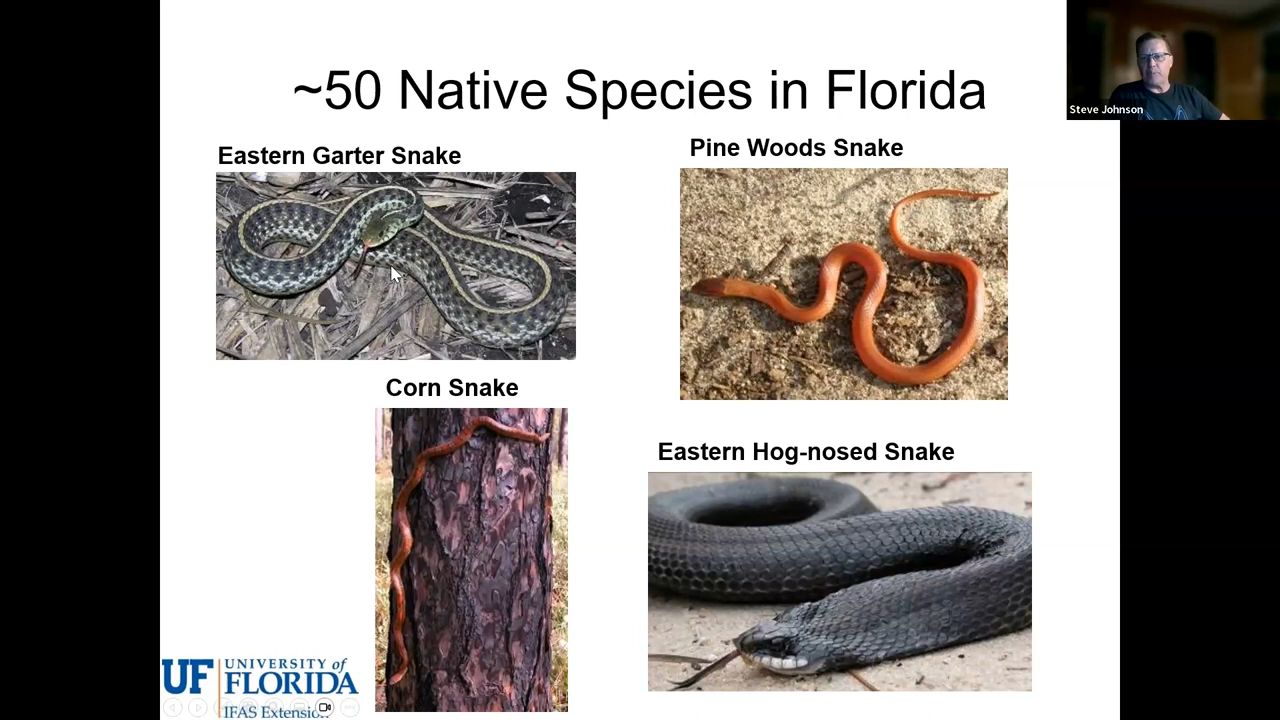 ~50 Native Species in Florida
Steve Johnson
Eastern Garter Snake
Pine Woods Snake
Corn Snake
Eastern Hog-nosed Snake
UF UNIVERSITY of
FLORIDA
IFAS Extension